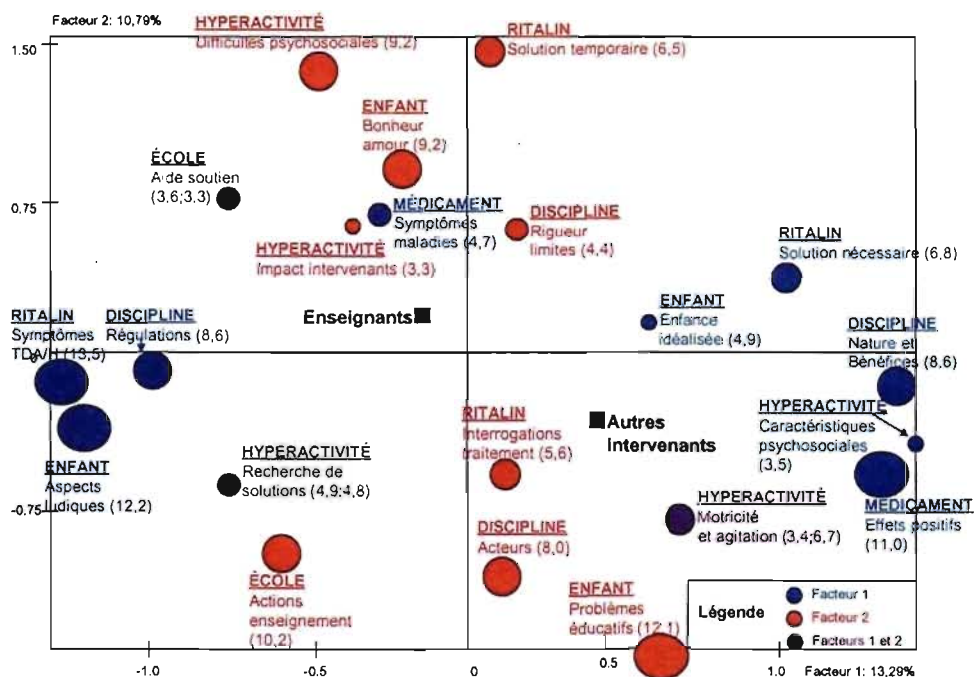 Facteur 2: 10,79%
1.50
HYPERACTIVITÉ
Difficultés psychosociales (9,2)
RITALIN
Solution temporaire (6,5)
ENFANT
Bonheur
amour (9,2)
ÉCOLE
Aide soutien
(3.6;3.3)
0.75
MÉDICAMENT
Symptômes
maladies (4,7)
DISCIPLINE
Rigueur
limites (4,4)
HYPERACTIVITÉ
Impact intervenants (3,3)
RITALIN
Solution nécessaire (6,8)
Enseignants
ENFANT
Enfance
idéalisée (4,9)
RITALIN
Symptômes
TDA/H (13,5)
DISCIPLINE
Régulations (8,6)
0
DISCIPLINE
Nature et
Bénéfices (8,6)
HYPERACTIVITÉ
Caractéristiques
psychosociales
(3,5)
RITALIN
Interrogations
traitement (5,6)
Autres
intervenants
ENFANT
Aspects
ludiques (12,2)
HYPERACTIVITÉ
Recherche de
solutions (4,9;4,8)
-0.75
HYPERACTIVITÉ
Motricité
et agitation (3,4;6,7)
MÉDICAMENT
Effets positifs
(11,0)
DISCIPLINE
Acteurs (8,0)
ÉCOLE
Actions
enseignement
(10,2)
ENFANT
Problèmes
éducatifs (12,1)
Légende
Facteur 1
Facteur 2
Facteurs 1 et 2
-1.0
-0.5
0.5
1.0
Facteur 1: 13,29%